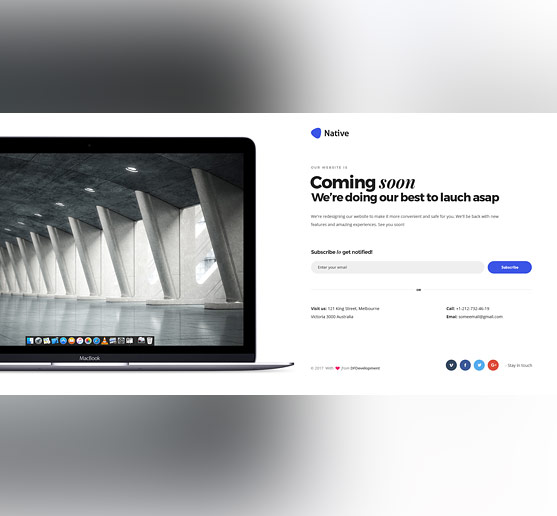 Native
OUR WEBSITE IS
Coming soon
We're doing our best to lauch asap
We're redesigning our website to make it more convenient and safe for you. We'll be back with new
features and amazing experiences. See you soon!
Subscribe to get notified!
Enter your email
Subscribe
OR
Visit us: 121 King Street, Melbourne
Victoria 3000 Australia
Call: +1-212-732-46-19
Email: someemail@gmail.com
MacBook
© 2017 With from DFDevelopment
Stay in touch